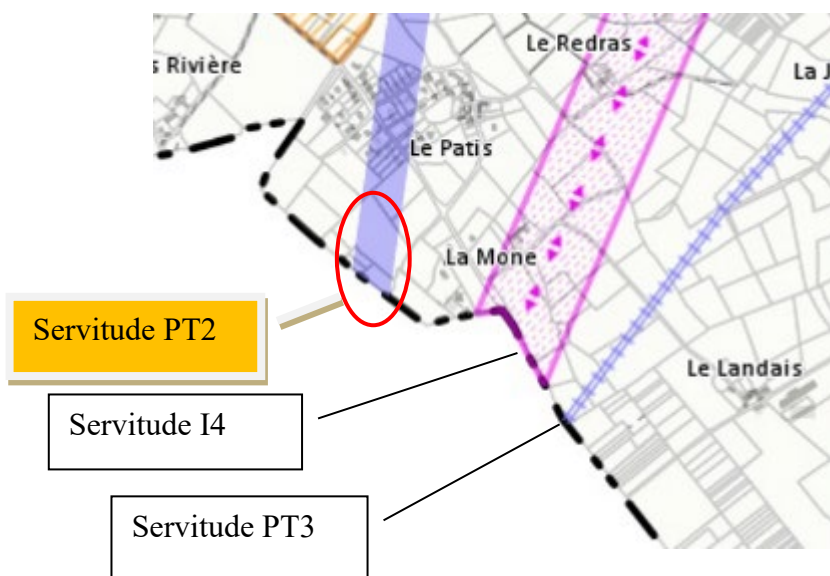 Le Redras
s Rivière
La J
Le Patis
La Mone
Servitude PT2
Le Landais
Servitude I4
Servitude PT3